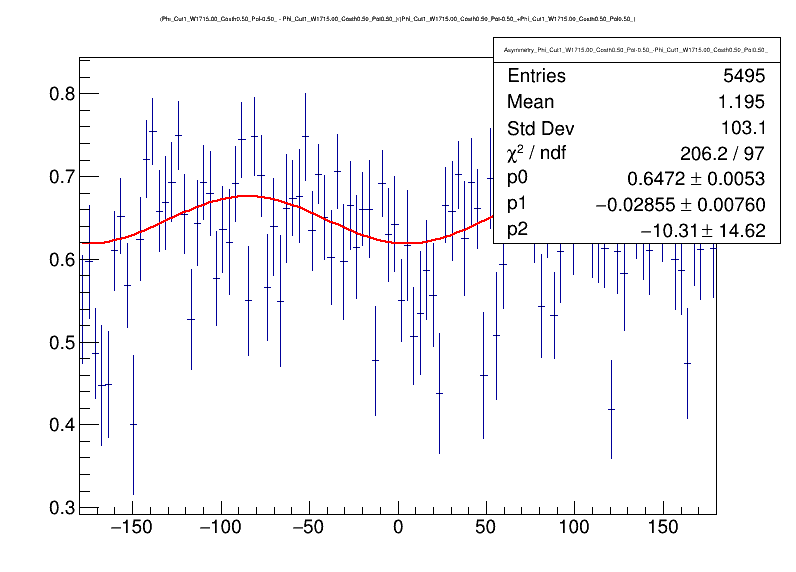 (Phi_Cut1_W1715.00_Costh0.50_Pol-0.50_ - Phi_Cut1_W1715.00_Costh0.50_Pol0.50_)/(Phi_Cut1_W1715.00_Costh0.50_Pol-0.50_+Phi_Cut1_W1715.00_Costh0.50_Pol0.50_)
Asymmetry_Phi_Cut1_W1715.00_Costh0.50_Pol-0.50_-Phi_Cut1_W1715.00_Costh0.50_Pol0.50_
Entries 5495
Mean 1.195
Std Dev 103.1
χ² / ndf 206.2 / 97
p0 0.6472 ± 0.0053
p1 −0.02855 ± 0.00760
p2 −10.31 ± 14.62
0.8
0.7
0.6
0.5
0.4
0.3
−150 −100 −50 0 50 100 150